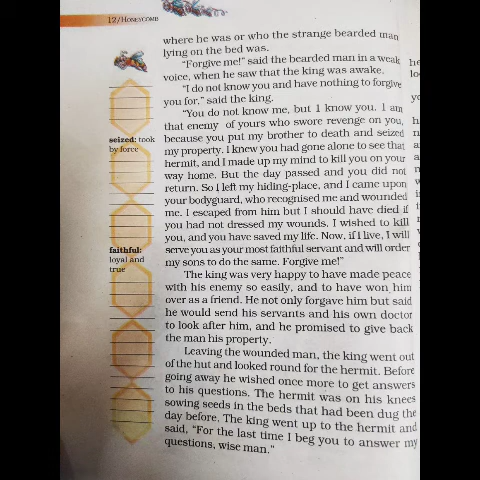 12/HONEYCOMB
where he was or who the strange bearded man
lying on the bed was.
"Forgive me!" said the bearded man in a weak
voice, when he saw that the king was awake.
"I do not know you and have nothing to forgive
you for," said the king.
"You do not know me, but I know you. I am
that enemy of yours who swore revenge on you,
because you put my brother to death and seized
my property. I knew you had gone alone to see that
hermit, and I made up my mind to kill you on your
way home. But the day passed and you did not
return. So I left my hiding-place, and I came upon
your bodyguard, who recognised me and wounded
me. I escaped from him but I should have died if
you had not dressed my wounds. I wished to kill
you, and you have saved my life. Now, if I live, I will
serve you as your most faithful servant and will order
my sons to do the same. Forgive me!"
The king was very happy to have made peace
with his enemy so easily, and to have won him
over as a friend. He not only forgave him but said
he would send his servants and his own doctor
to look after him, and he promised to give back
the man his property.
Leaving the wounded man, the king went out
of the hut and looked round for the hermit. Before
going away he wished once more to get answers
to his questions. The hermit was on his knees
sowing seeds in the beds that had been dug the
day before. The king went up to the hermit and
said, "For the last time I beg you to answer my
questions, wise man."
seized: took
by force
faithful:
loyal and
true